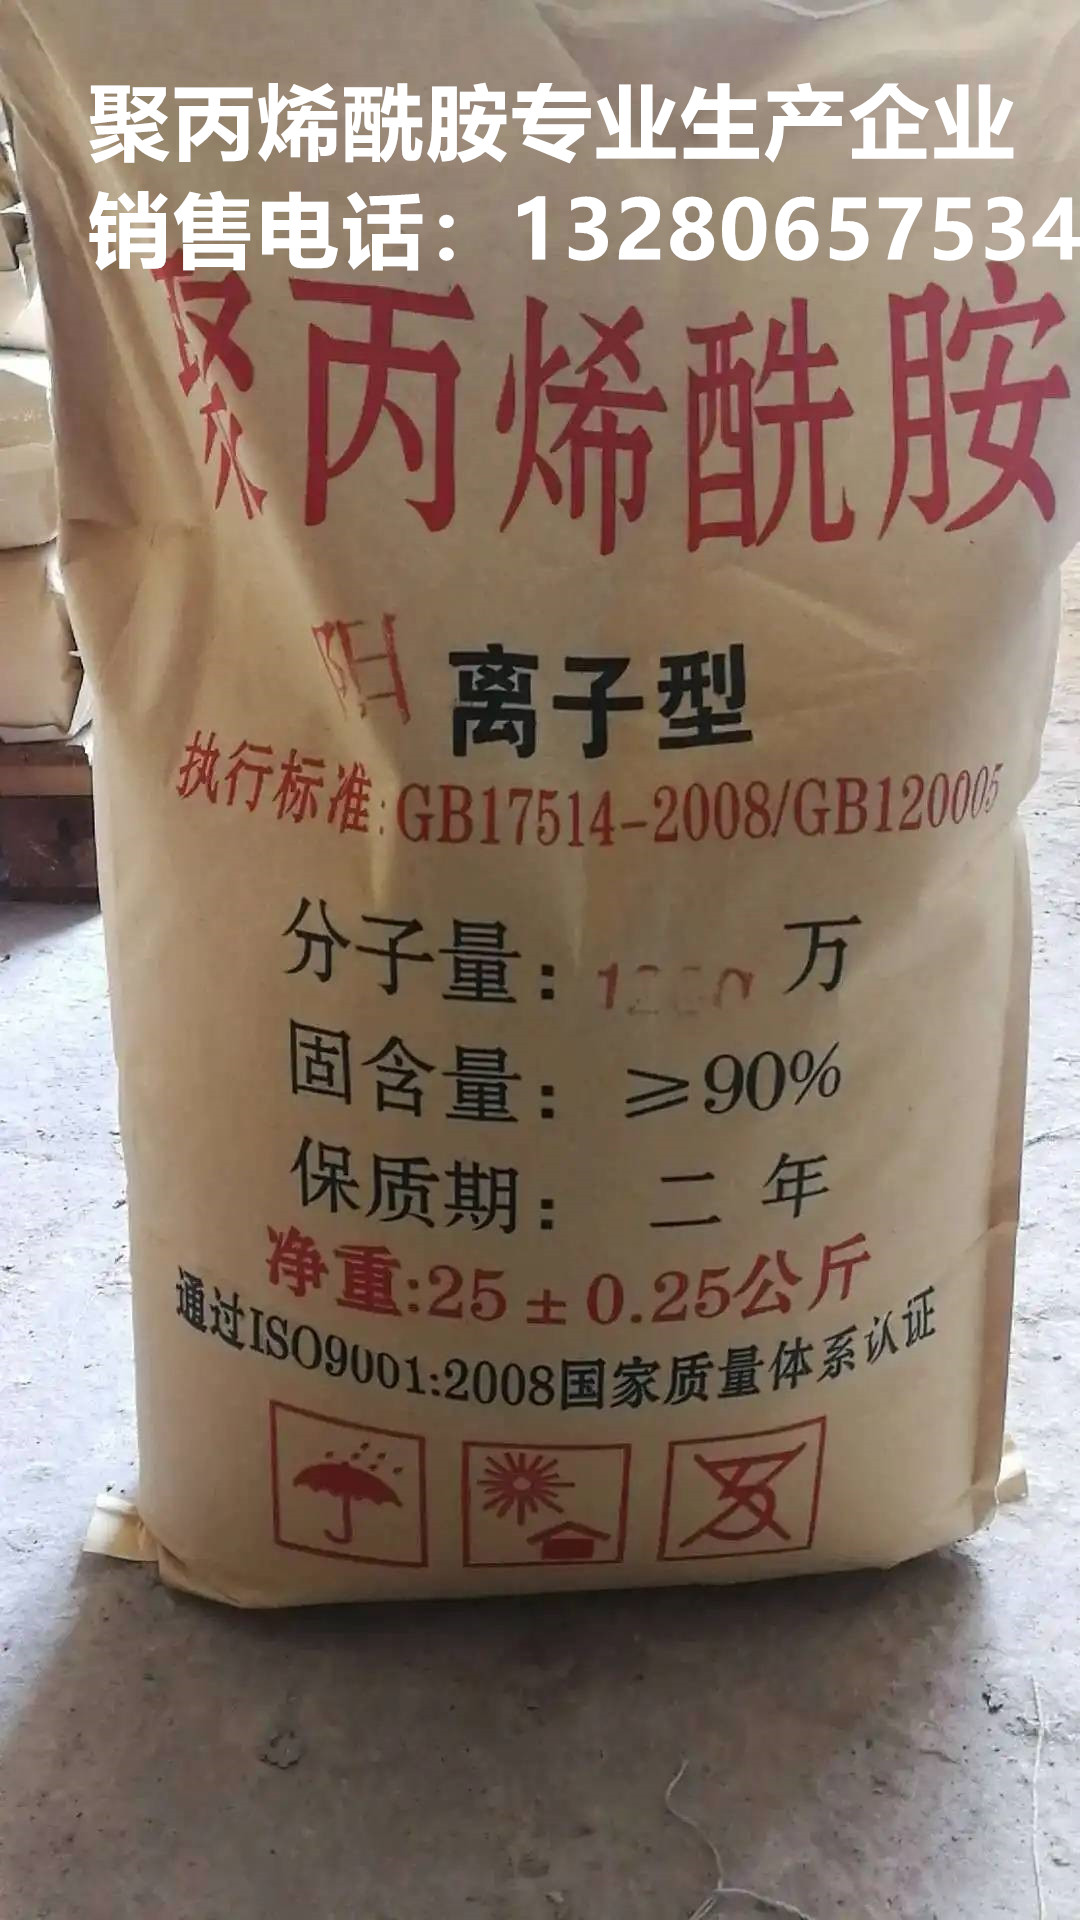 聚丙烯酰胺专业生产企业
销售电话：13280657534
聚丙烯酰胺
阳 离子型
执行标准:GB17514-2008/GB120005
分子量: 万
固含量: ≥90%
保质期: 二年
净重:25±0.25公斤
通过ISO9001:2008国家质量体系认证